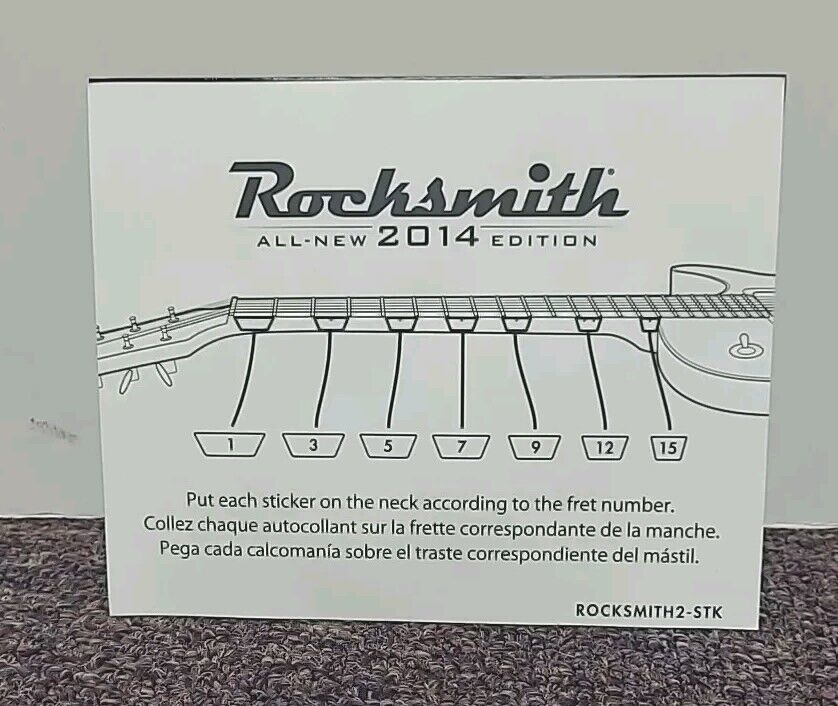 Rocksmith
ALL-NEW 2014 EDITION
1 3 5 7 9 12 15
Put each sticker on the neck according to the fret number.
Collez chaque autocollant sur la frette correspondante de la manche.
Pega cada calcomanía sobre el traste correspondiente del mástil.
ROCKSMITH2-STK